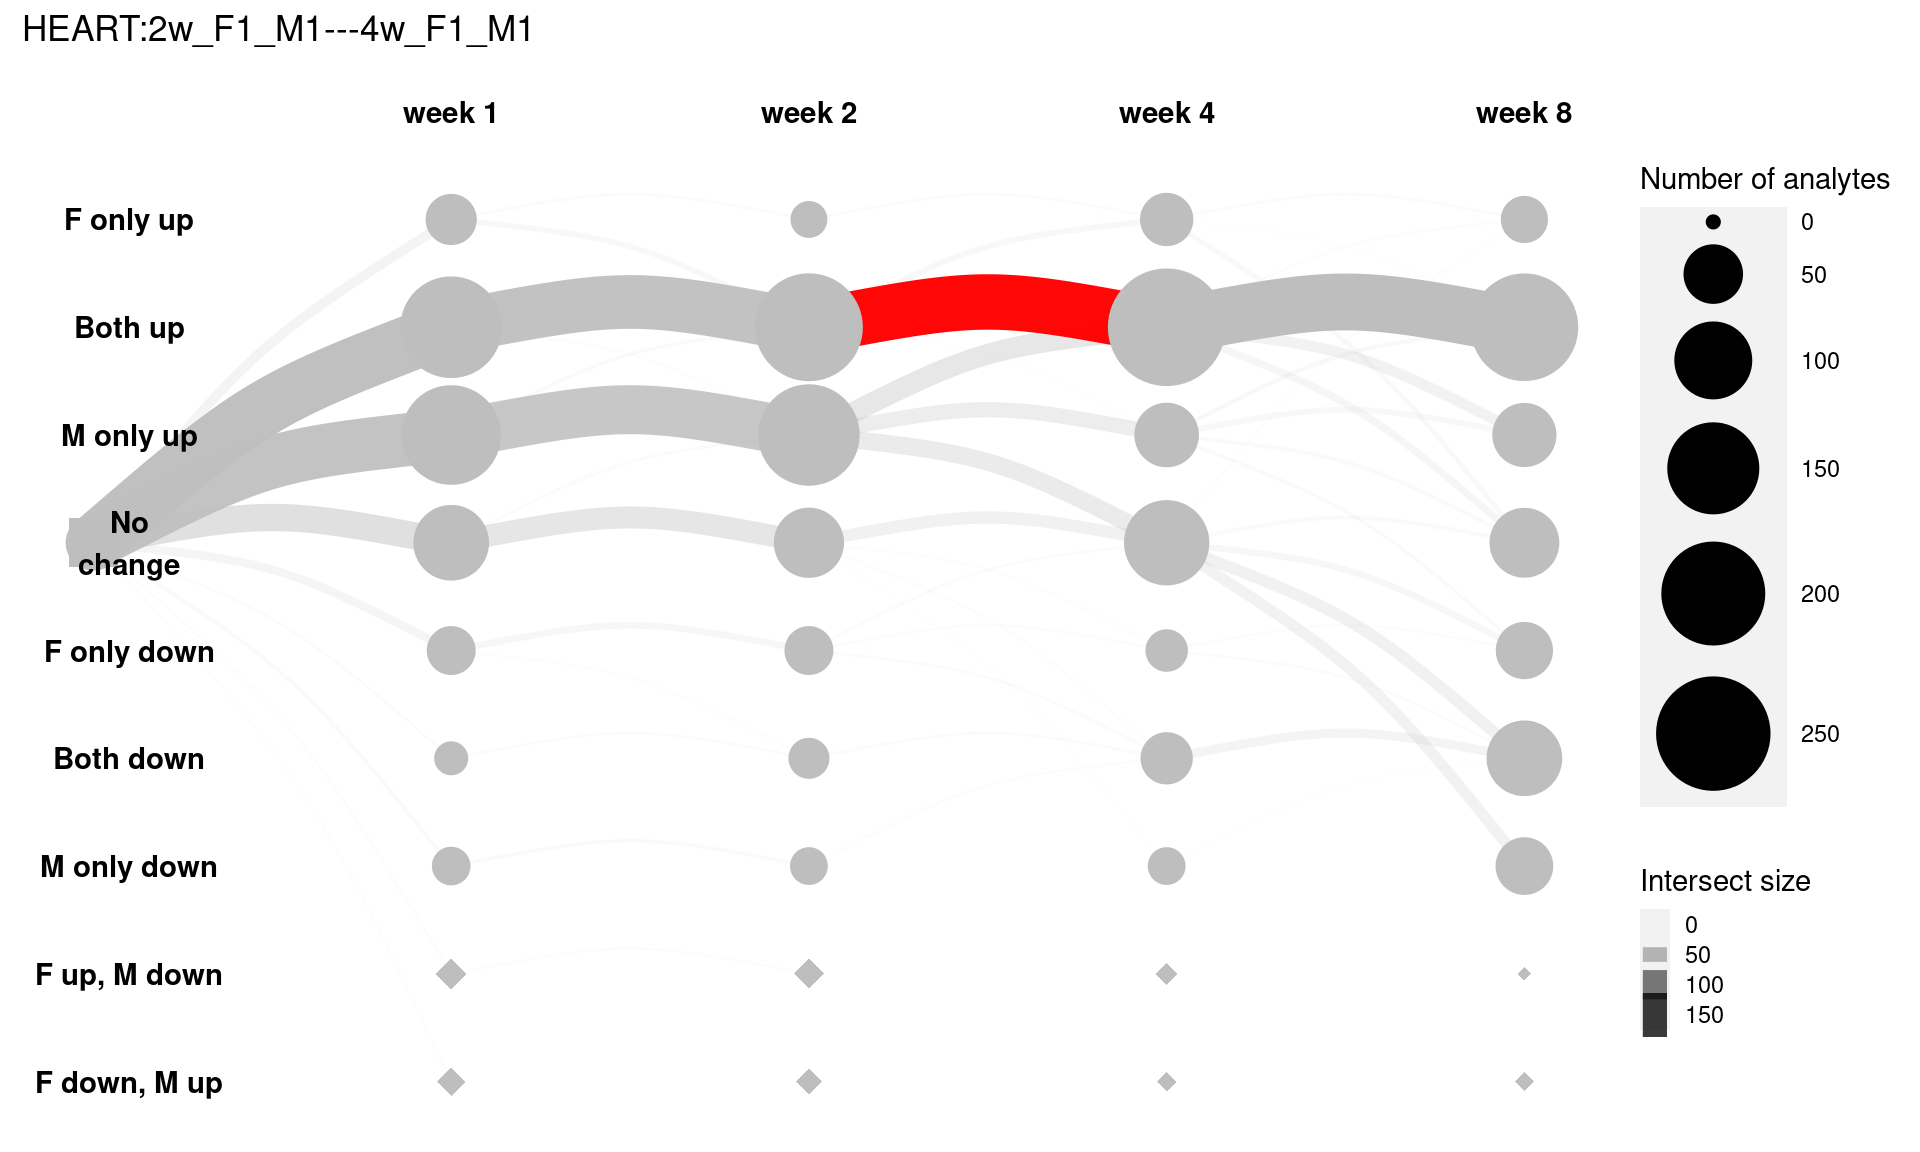 HEART:2w_F1_M1---4w_F1_M1
week 1 week 2 week 4 week 8
F only up
Both up
M only up
No
change
F only down
Both down
M only down
F up, M down
F down, M up
Number of analytes
0
50
100
150
200
250
Intersect size
0
50
100
150